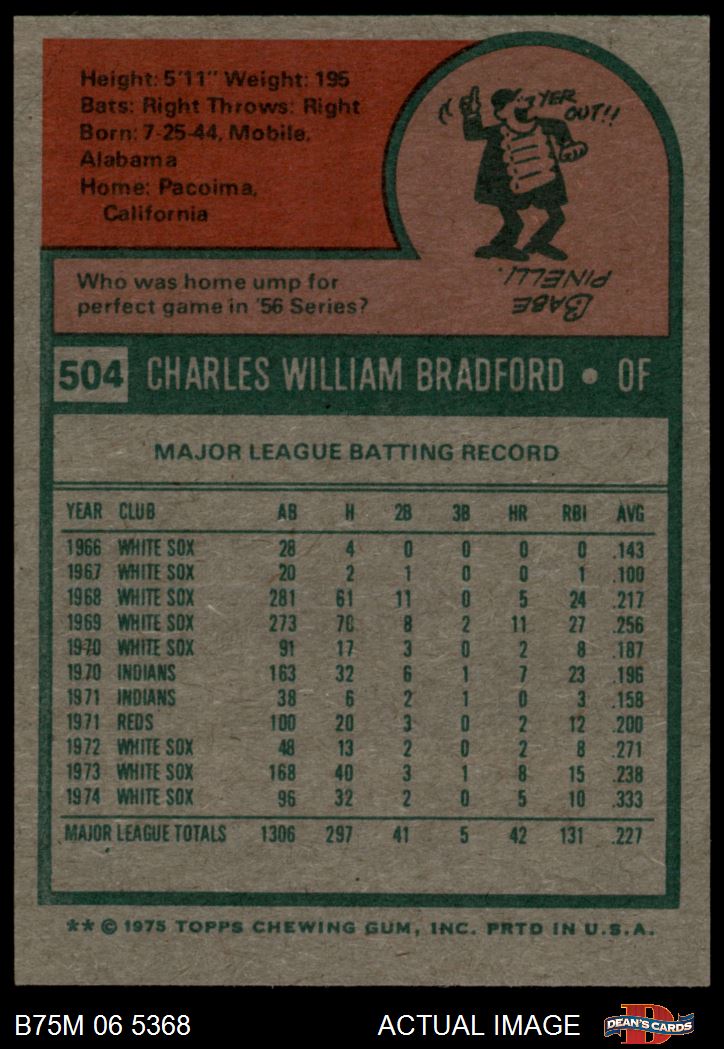 Height: 5'11" Weight: 195
Bats: Right Throws: Right
Born: 7-25-44, Mobile,
Alabama
Home: Pacoima,
California
YER
OUT!!
BABE
PINELLI.
Who was home ump for
perfect game in '56 Series?
504 CHARLES WILLIAM BRADFORD • OF
MAJOR LEAGUE BATTING RECORD
YEAR CLUB AB H 2B 3B HR RBI AVG
1966 WHITE SOX 28 4 0 0 0 0 .143
1967 WHITE SOX 20 2 1 0 0 1 .100
1968 WHITE SOX 281 61 11 0 5 24 .217
1969 WHITE SOX 273 70 8 2 11 27 .256
1970 WHITE SOX 91 17 3 0 2 8 .187
1970 INDIANS 163 32 6 1 7 23 .196
1971 INDIANS 38 6 2 1 0 3 .158
1971 REDS 100 20 3 0 2 12 .200
1972 WHITE SOX 48 13 2 0 2 8 .271
1973 WHITE SOX 168 40 3 1 8 15 .238
1974 WHITE SOX 96 32 2 0 5 10 .333
MAJOR LEAGUE TOTALS 1306 297 41 5 42 131 .227
** © 1975 TOPPS CHEWING GUM, INC. PRTD IN U.S.A.
B75M 06 5368 ACTUAL IMAGE D DEAN'S CARDS